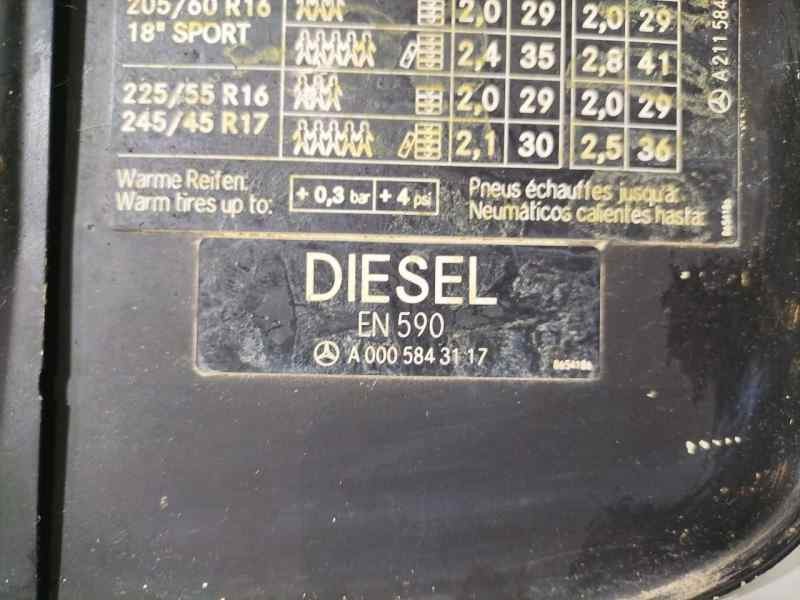 205/60 R16 2,0 29 2,0 29
18" SPORT 2,4 35 2,8 41
225/55 R16 2,0 29 2,0 29
245/45 R17 2,1 30 2,5 36
Warme Reifen: + 0,3 bar + 4 psi Pneus échauffes jusqu'à:
Warm tires up to: Neumáticos calientes hasta:
A 211 584
DIESEL
EN 590
A 000 584 31 17
8654186